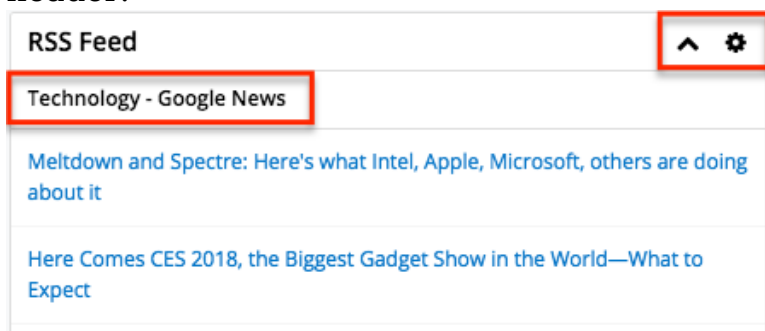 RSS Feed
Technology - Google News
Meltdown and Spectre: Here's what Intel, Apple, Microsoft, others are doing
about it
Here Comes CES 2018, the Biggest Gadget Show in the World—What to
Expect